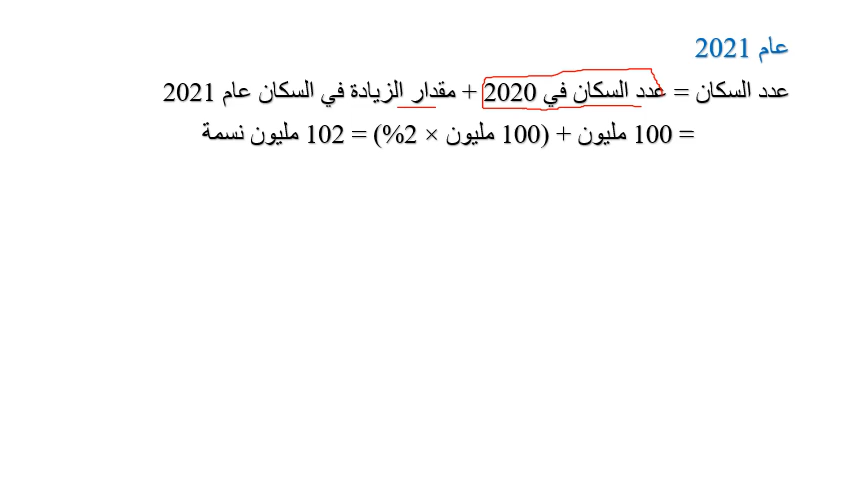 عام 2021
عدد السكان = عدد السكان في 2020 + مقدار الزيادة في السكان عام 2021
= 100 مليون + (100 مليون × 2%) = 102 مليون نسمة